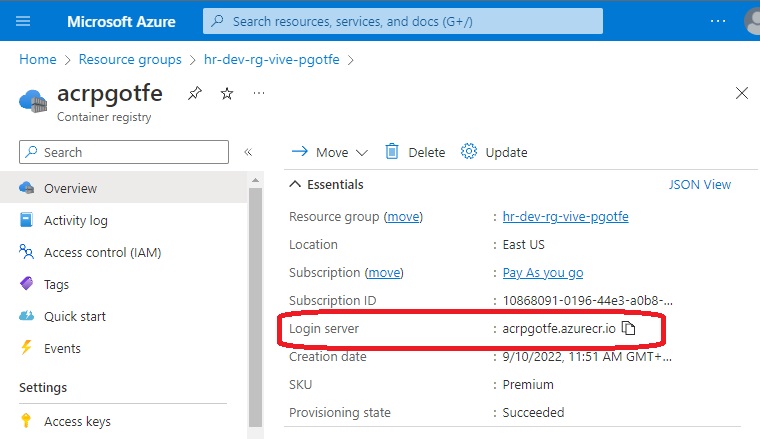 Microsoft Azure
Search resources, services, and docs (G+/)
Home > Resource groups > hr-dev-rg-vive-pgotfe >
acrpgotfe
Container registry
Search
Overview
Activity log
Access control (IAM)
Tags
Quick start
Events
Settings
Access keys
Move
Delete
Update
Essentials
JSON View
Resource group (move) : hr-dev-rg-vive-pgotfe
Location : East US
Subscription (move) : Pay As you go
Subscription ID : 10868091-0196-44e3-a0b8-...
Login server : acrpgotfe.azurecr.io
Creation date : 9/10/2022, 11:51 AM GMT+...
SKU : Premium
Provisioning state : Succeeded